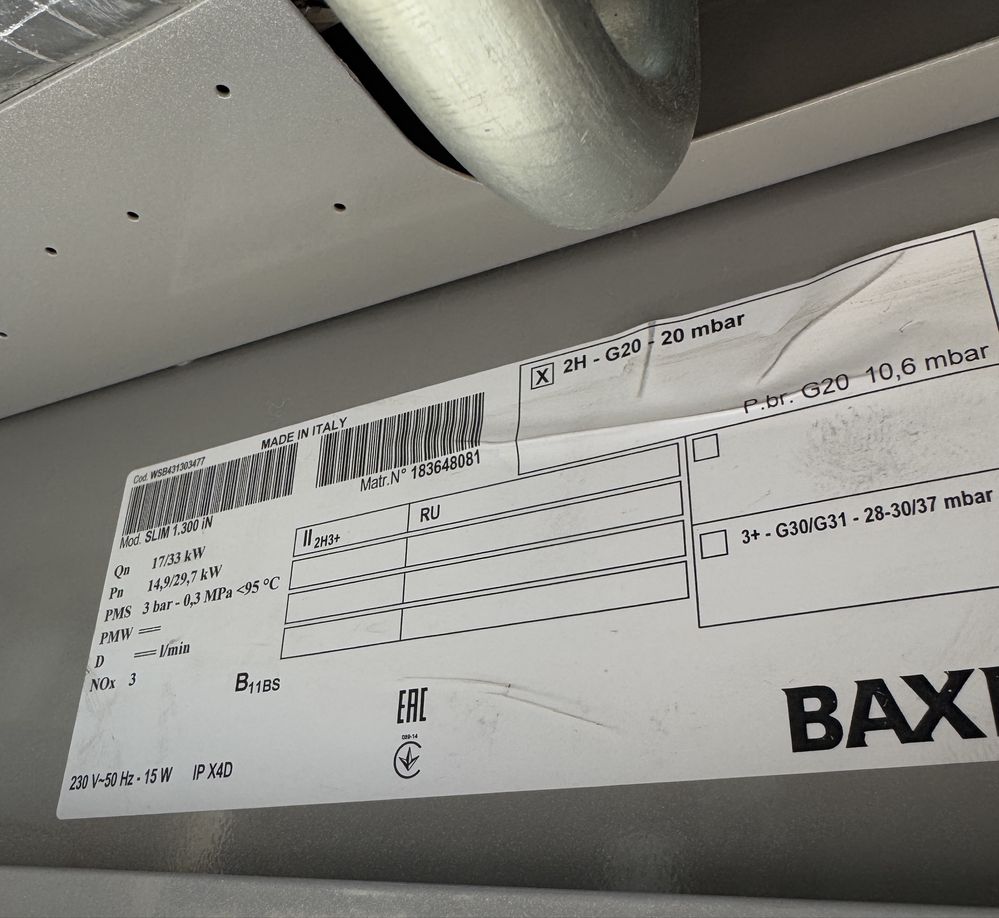 Cod. WSB431303477
MADE IN ITALY
Matr.N° 183648081
Mod. SLIM 1.300 iN
Qn 17/33 kW
Pn 14,9/29,7 kW
PMS 3 bar - 0,3 MPa <95 °C
PMW ==
D == l/min
NOx 3
B11BS
230 V~50 Hz - 15 W IP X4D
II2H3+ RU
X 2H - G20 - 20 mbar
P.br. G20 10,6 mbar
3+ - G30/G31 - 28-30/37 mbar
EAC
089-14
BAXI